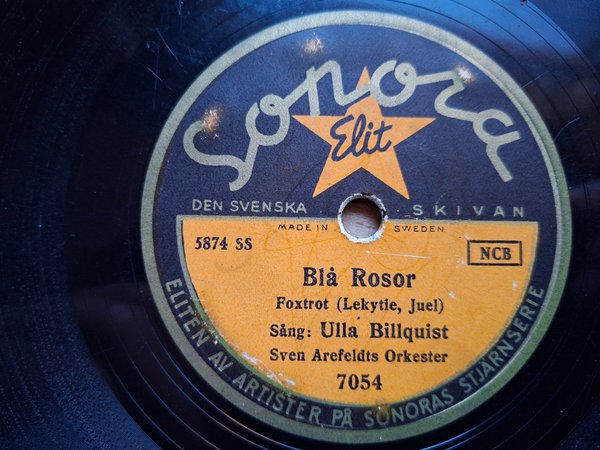 Sonora
Elit
DEN SVENSKA SKIVAN
MADE IN SWEDEN
5874 SS
NCB
Blå Rosor
Foxtrot (Lekytie, Juel)
Sång: Ulla Billquist
Sven Arefeldts Orkester
7054
ELITEN AV ARTISTER PÅ SONORAS STJÄRNSERIE